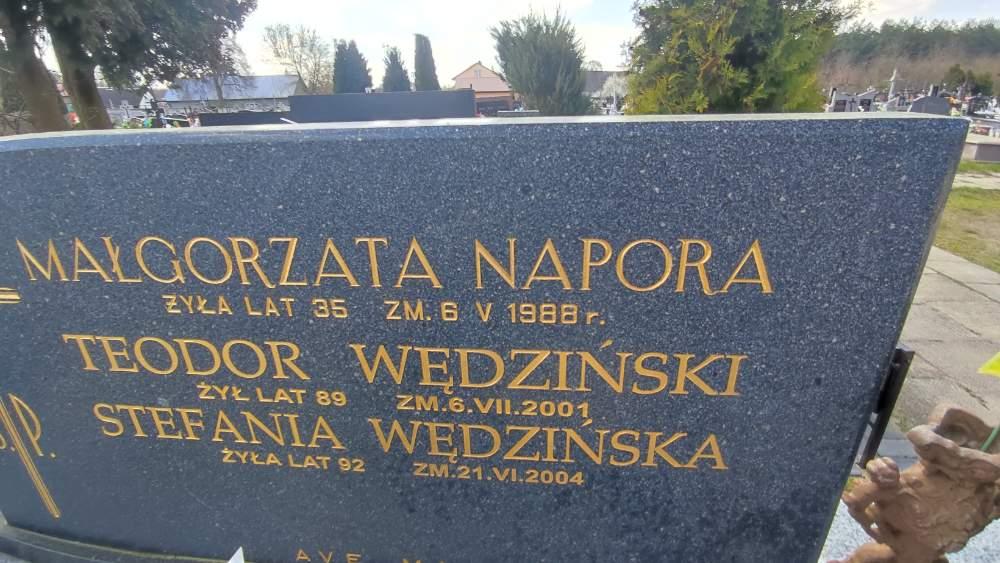 MAŁGORZATA NAPORA
ŻYŁA LAT 35 ZM. 6 V 1988 r.
TEODOR WĘDZIŃSKI
ŻYŁ LAT 89 ZM.6.VII.2001
Ś.P.
STEFANIA WĘDZIŃSKA
ŻYŁA LAT 92 ZM.21.VI.2004
AVE